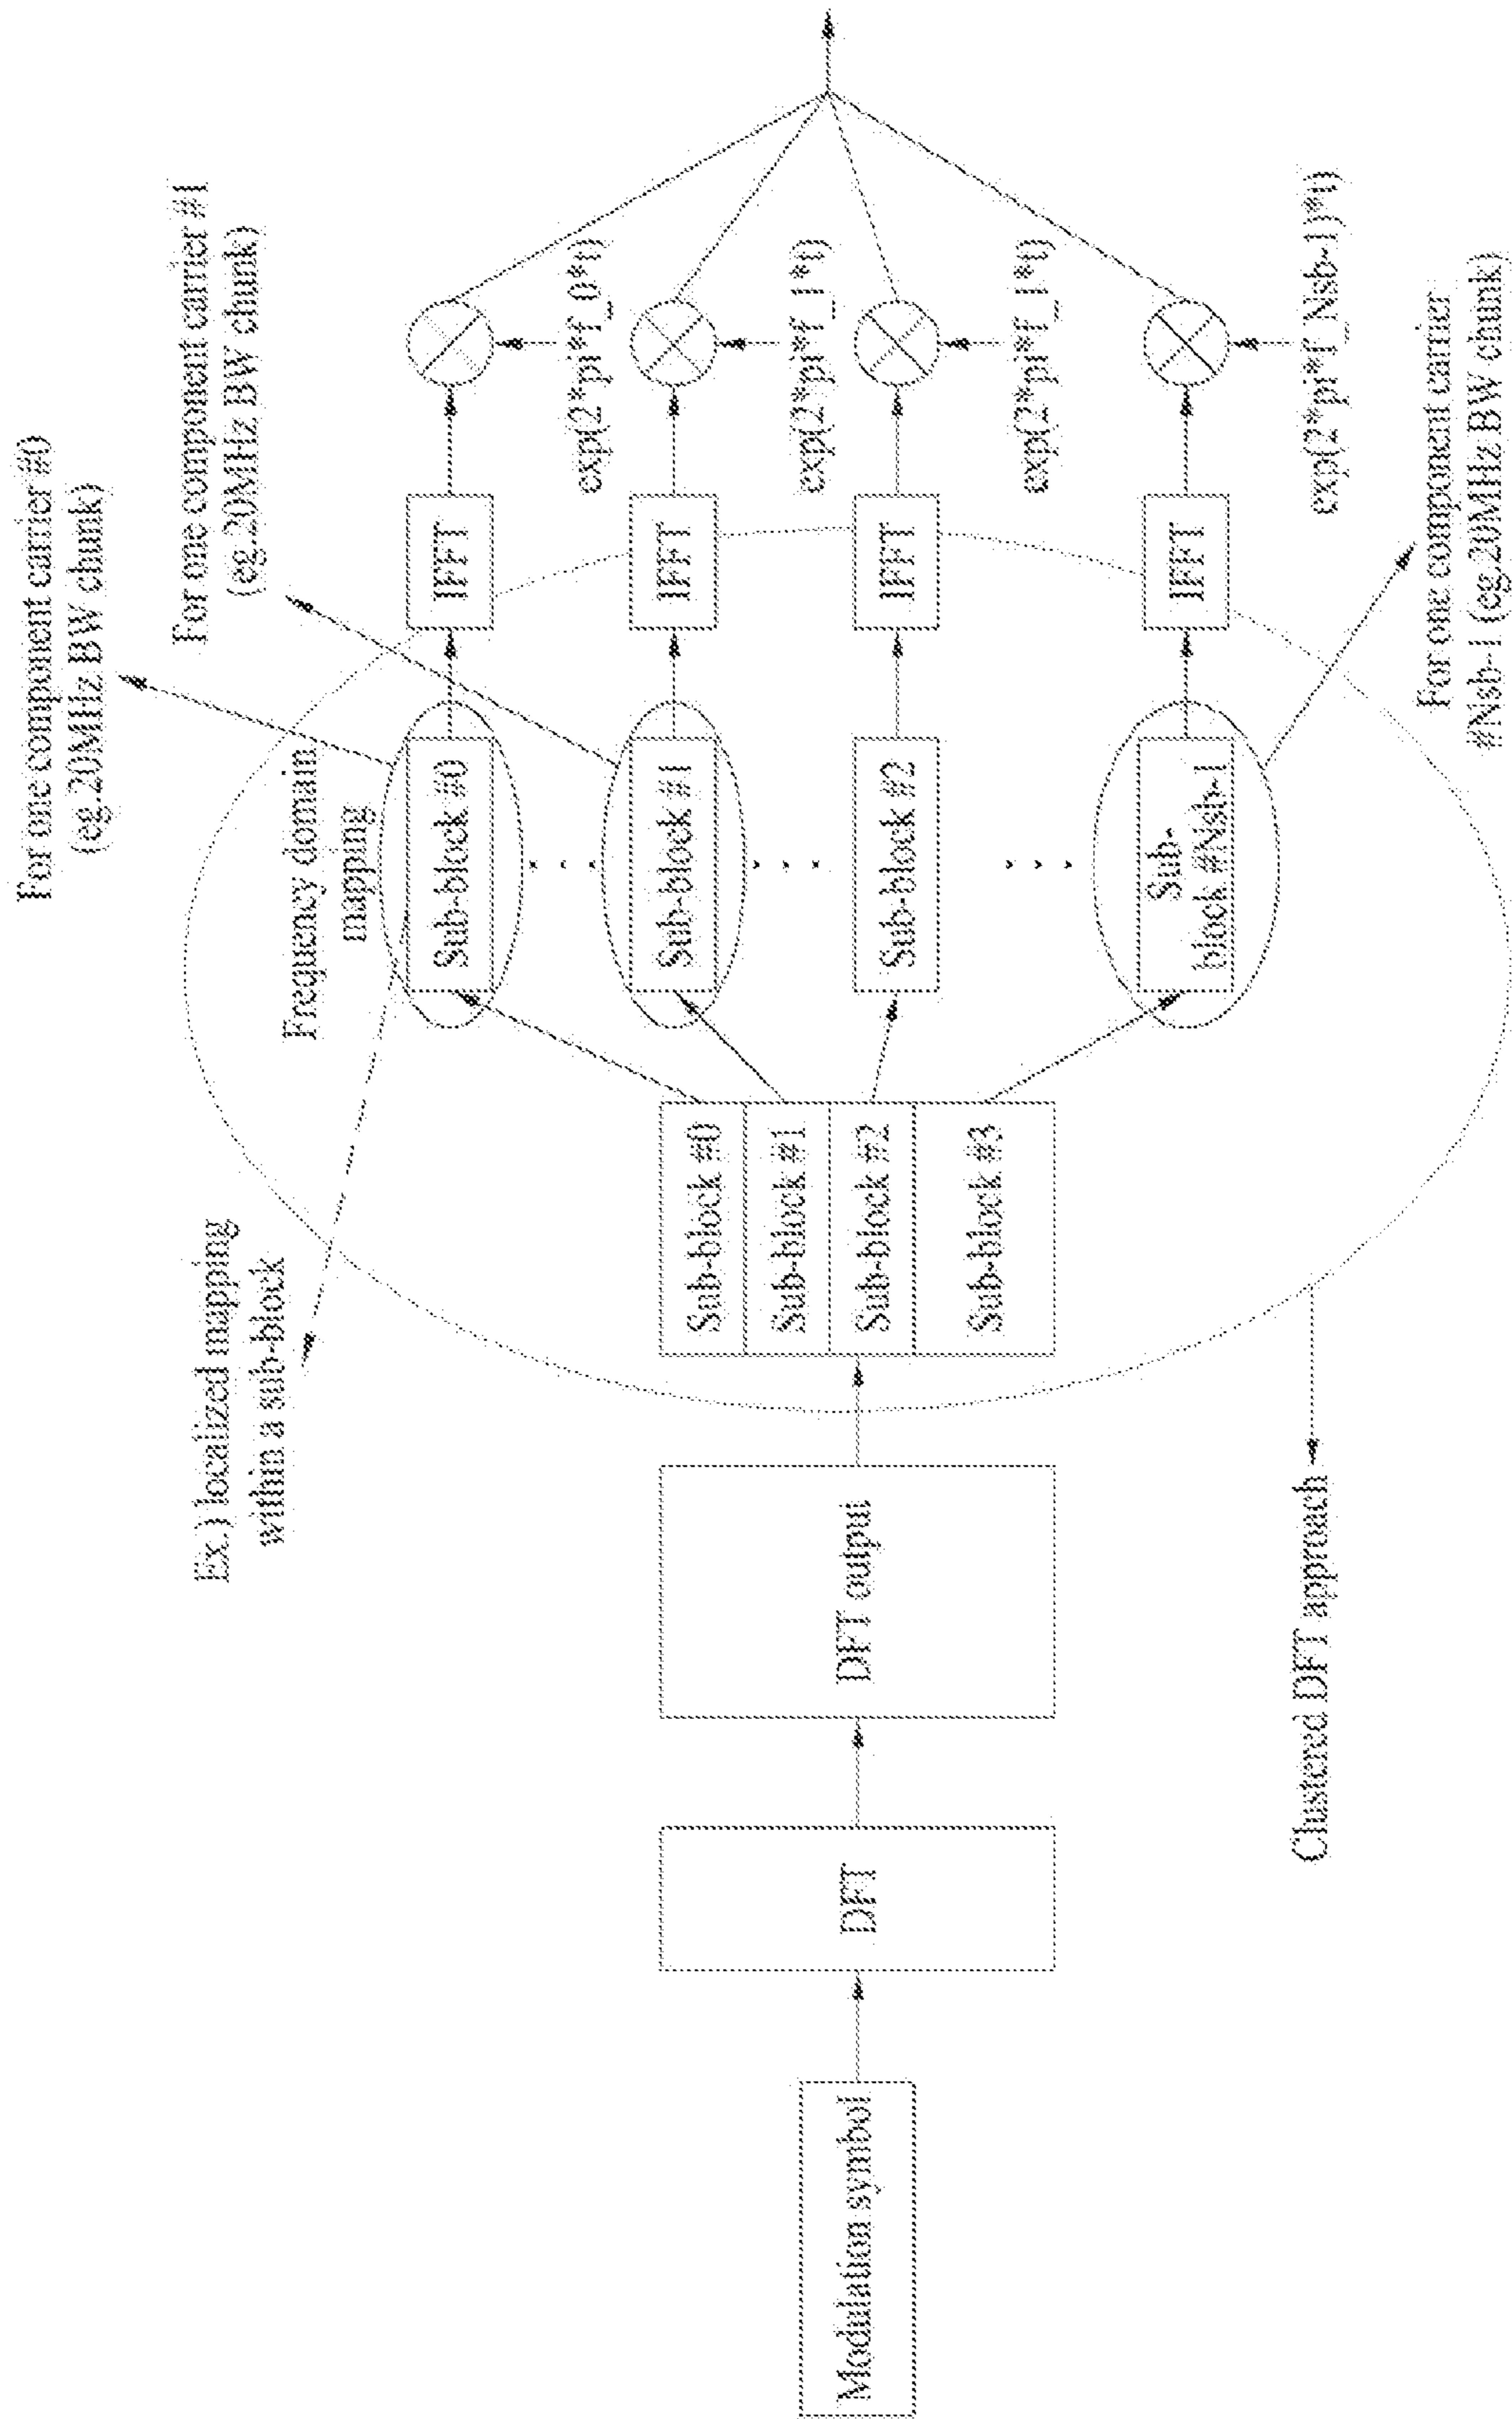 For one component carrier #0
(eg.20MHz BW chunk)
For one component carrier #1
(eg.20MHz BW chunk)
Ex.) localized mapping
within a sub-block
Frequency domain
mapping
Modulation symbol
DFT
DFT output
Sub-block #0
Sub-block #1
Sub-block #2
Sub-block #3
Sub-block #0
IFFT
exp(2*pi*f_0*t)
Sub-block #1
IFFT
exp(2*pi*f_1*t)
Sub-block #2
IFFT
exp(2*pi*f_1*t)
Sub-
block #Nsb-1
IFFT
exp(2*pi*f_Nsb-1)*t)
Clustered DFT approach
For one component carrier
#Nsb-1 (eg.20MHz BW chunk)